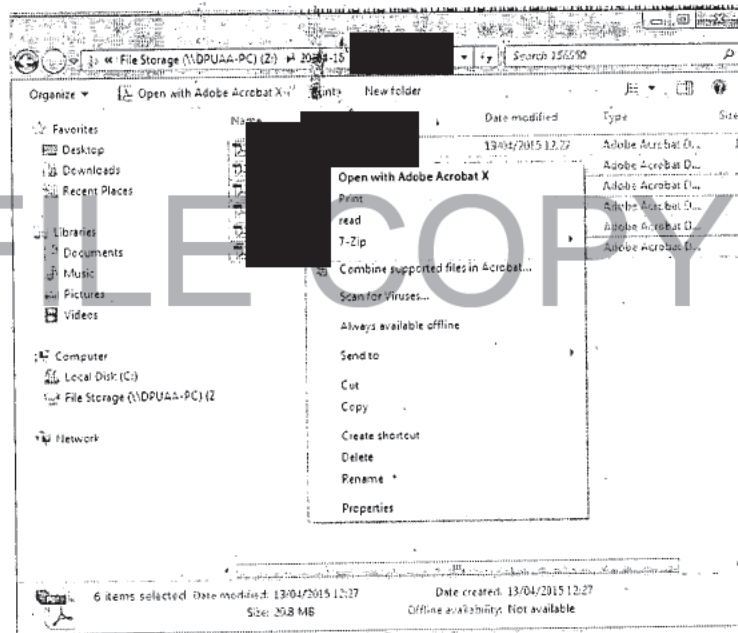 File Storage (\\DPUAA-PC) (Z:)
Search 156550
Organize Open with Adobe Acrobat X Print New folder
Name Date modified Type Size
13/04/2015 12:27 Adobe Acrobat D...
Adobe Acrobat D...
Adobe Acrobat D...
Adobe Acrobat D...
Adobe Acrobat D...
Adobe Acrobat D...
Favorites
Desktop
Downloads
Recent Places
Libraries
Documents
Music
Pictures
Videos
Computer
Local Disk (C:)
File Storage (\\DPUAA-PC) (Z
Network
Open with Adobe Acrobat X
Print
read
7-Zip
Combine supported files in Acrobat...
Scan for Viruses...
Always available offline
Send to
Cut
Copy
Create shortcut
Delete
Rename
Properties
FILE COPY
6 items selected Date modified: 13/04/2015 12:27 Date created: 13/04/2015 12:27
Size: 29.8 MB Offline availability: Not available